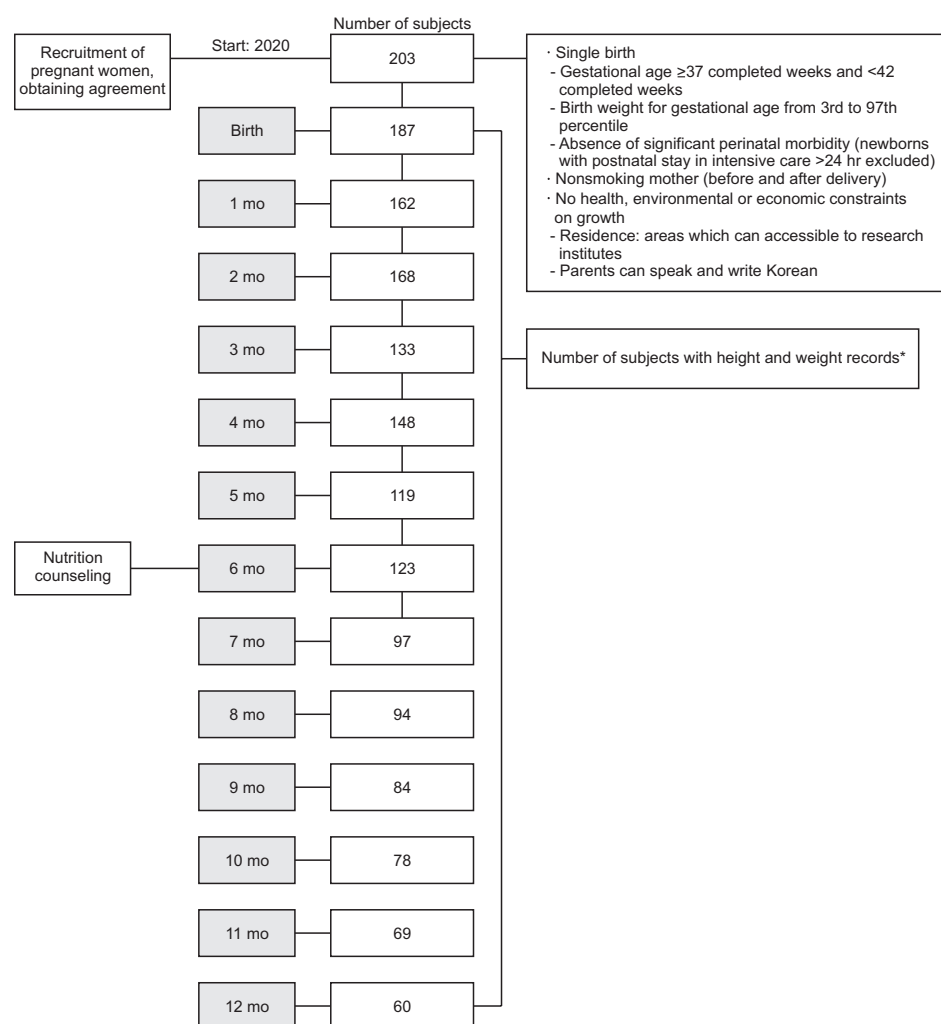 Number of subjects
Recruitment of
pregnant women,
obtaining agreement
Start: 2020
203
· Single birth
- Gestational age ≥37 completed weeks and <42
completed weeks
- Birth weight for gestational age from 3rd to 97th
percentile
- Absence of significant perinatal morbidity (newborns
with postnatal stay in intensive care >24 hr excluded)
· Nonsmoking mother (before and after delivery)
· No health, environmental or economic constraints
on growth
- Residence: areas which can accessible to research
institutes
- Parents can speak and write Korean
Birth
187
1 mo
162
2 mo
168
3 mo
133
Number of subjects with height and weight records*
4 mo
148
5 mo
119
Nutrition
counseling
6 mo
123
7 mo
97
8 mo
94
9 mo
84
10 mo
78
11 mo
69
12 mo
60